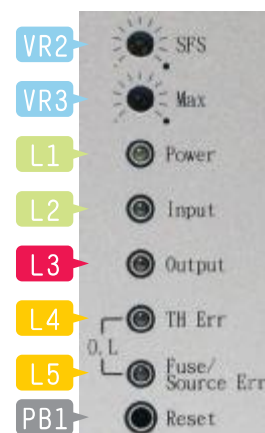 VR2 SFS
VR3 Max
L1 Power
L2 Input
L3 Output
L4 TH Err
O.L
L5 Fuse/
Source Err
PB1 Reset